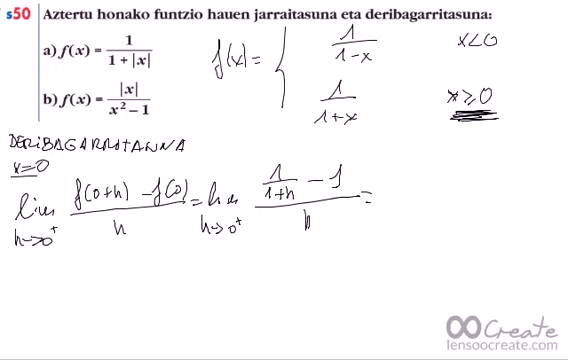 s50 Aztertu honako funtzio hauen jarraitasuna eta deribagarritasuna:
a) f(x) = 1 / (1 + |x|)
b) f(x) = |x| / (x² − 1)
f(x) = { 1 / (1-x) x<0
1 / (1+x) x≥0
DERIBAGARRITASUNA
x=0
lim h→0⁺ (f(0+h) - f(0)) / h = lim h→0⁺ (1/(1+h) - 1) / h =
Create
lensoocreate.com